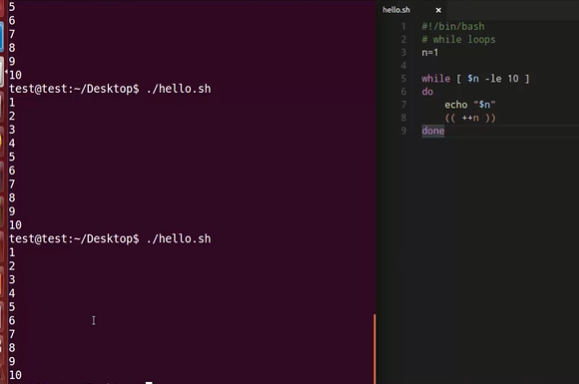 5
6
7
8
9
10
test@test:~/Desktop$ ./hello.sh
1
2
3
4
5
6
7
8
9
10
test@test:~/Desktop$ ./hello.sh
1
2
3
4
5
6
7
8
9
10
hello.sh ×
1 #!/bin/bash
2 # while loops
3 n=1
4
5 while [ $n -le 10 ]
6 do
7 echo "$n"
8 (( ++n ))
9 done